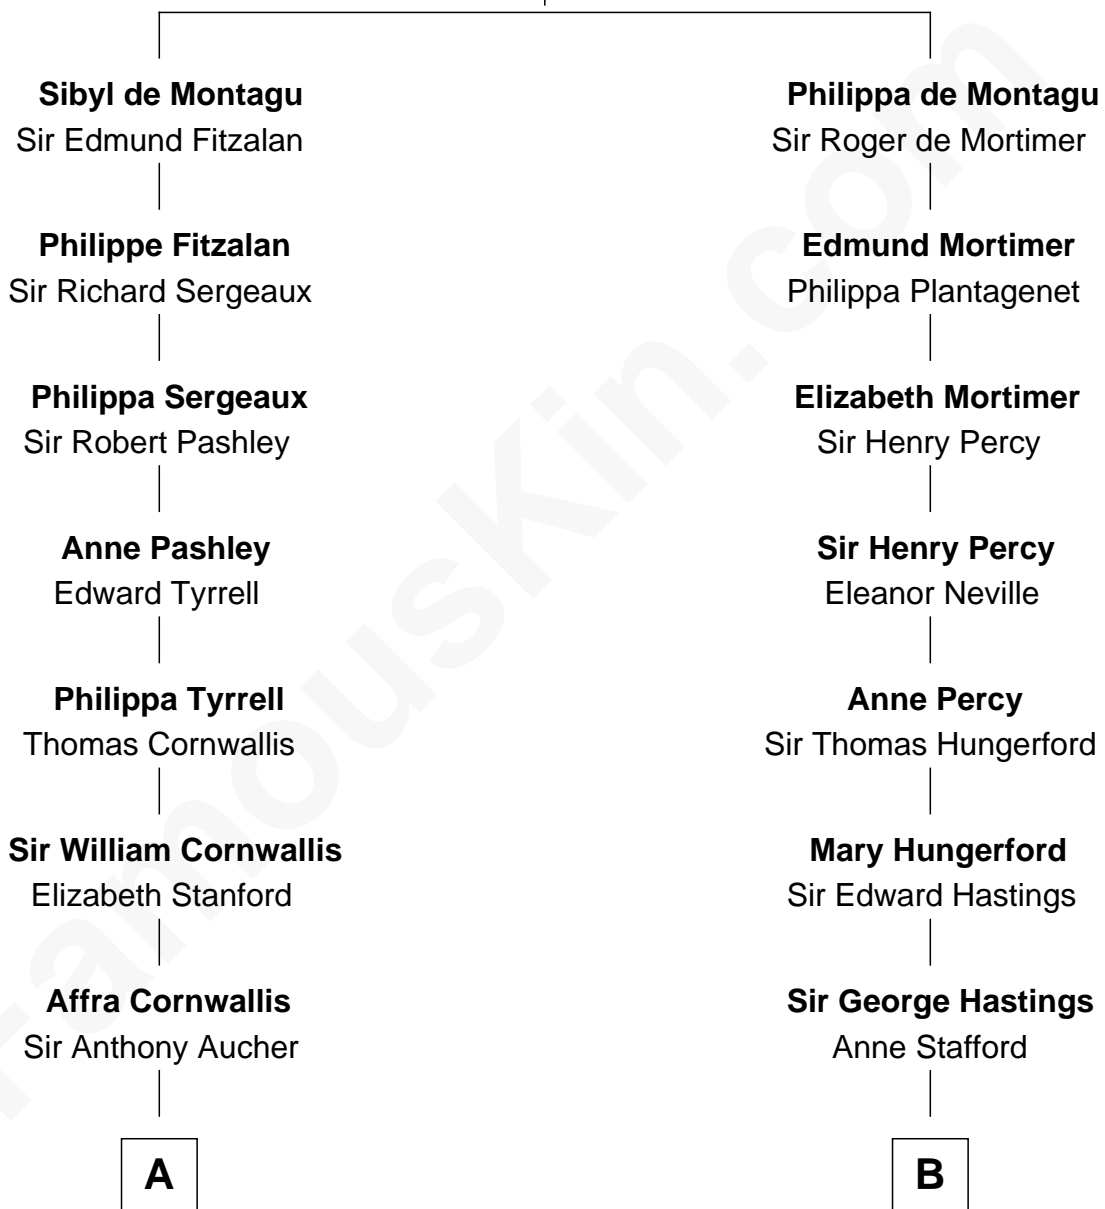 Sibyl de Montagu
Sir Edmund Fitzalan
Philippe Fitzalan
Sir Richard Sergeaux
Philippa Sergeaux
Sir Robert Pashley
Anne Pashley
Edward Tyrrell
Philippa Tyrrell
Thomas Cornwallis
Sir William Cornwallis
Elizabeth Stanford
Affra Cornwallis
Sir Anthony Aucher
A
Philippa de Montagu
Sir Roger de Mortimer
Edmund Mortimer
Philippa Plantagenet
Elizabeth Mortimer
Sir Henry Percy
Sir Henry Percy
Eleanor Neville
Anne Percy
Sir Thomas Hungerford
Mary Hungerford
Sir Edward Hastings
Sir George Hastings
Anne Stafford
B
FamousKin.com